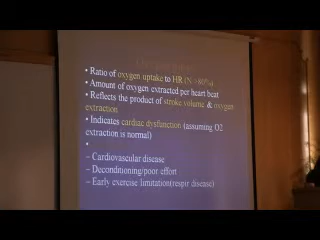 • Ratio of oxygen uptake to HR (N >80%)
• Amount of oxygen extracted per heart beat
• Reflects the product of stroke volume & oxygen
extraction
• Indicates cardiac dysfunction (assuming O2
extraction is normal)
•
– Cardiovascular disease
– Deconditioning/poor effort
– Early exercise limitation(respir disease)